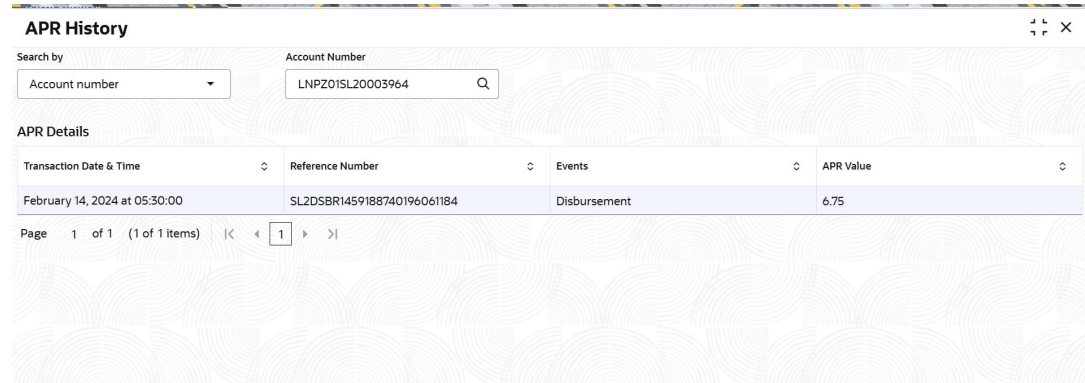 APR History
Search by
Account Number
Account number
LNPZ01SL20003964
APR Details
Transaction Date & Time
Reference Number
Events
APR Value
February 14, 2024 at 05:30:00
SL2DSBR1459188740196061184
Disbursement
6.75
Page 1 of 1 (1 of 1 items) 1